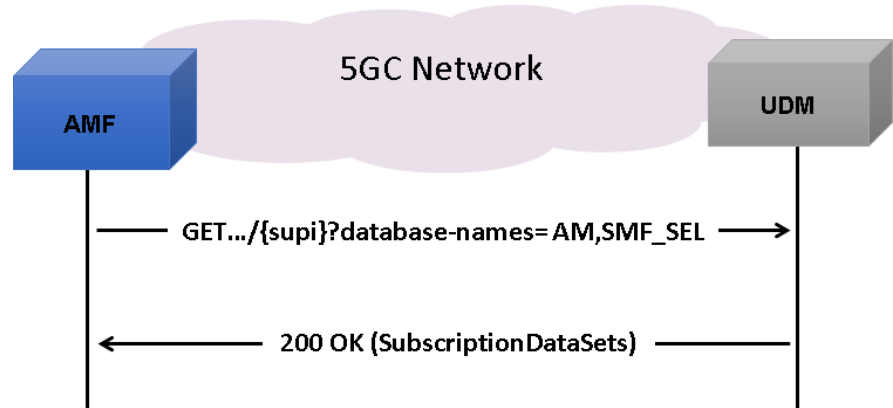 5GC Network
AMF
UDM
GET.../{supi}?database-names= AM,SMF_SEL
200 OK (SubscriptionDataSets)